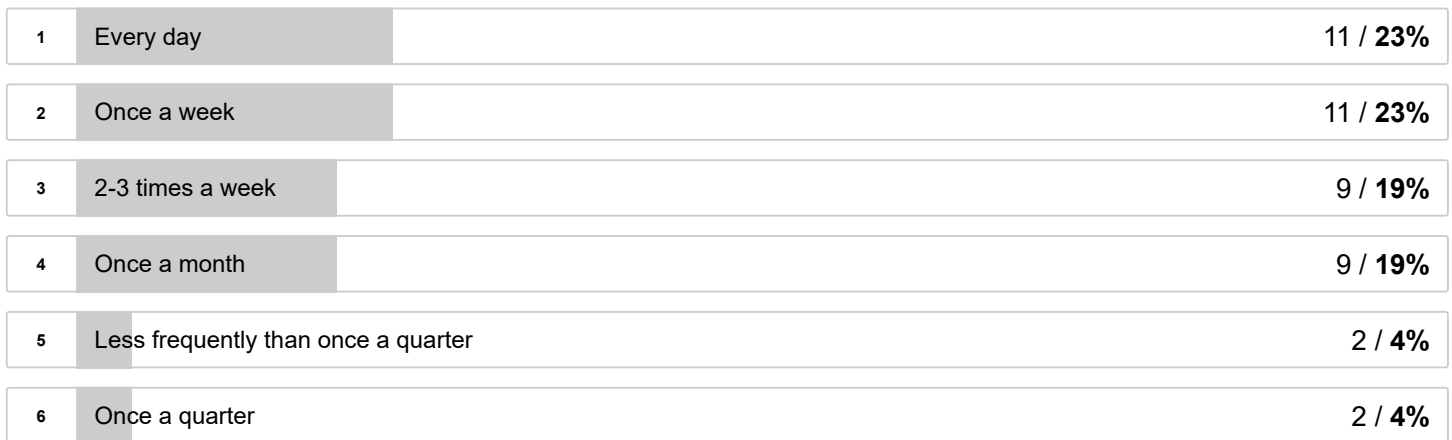 1 Every day 11 / 23%
2 Once a week 11 / 23%
3 2-3 times a week 9 / 19%
4 Once a month 9 / 19%
5 Less frequently than once a quarter 2 / 4%
6 Once a quarter 2 / 4%